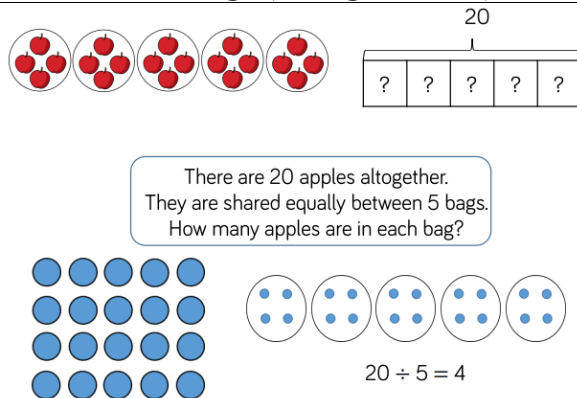 20
? ? ? ? ?
There are 20 apples altogether.
They are shared equally between 5 bags.
How many apples are in each bag?
20 ÷ 5 = 4